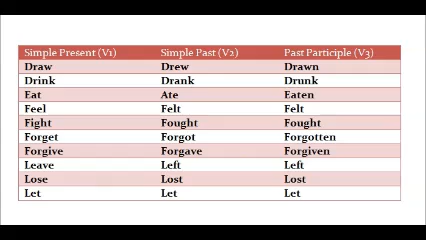 Simple Present (V1) Simple Past (V2) Past Participle (V3)
Draw Drew Drawn
Drink Drank Drunk
Eat Ate Eaten
Feel Felt Felt
Fight Fought Fought
Forget Forgot Forgotten
Forgive Forgave Forgiven
Leave Left Left
Lose Lost Lost
Let Let Let